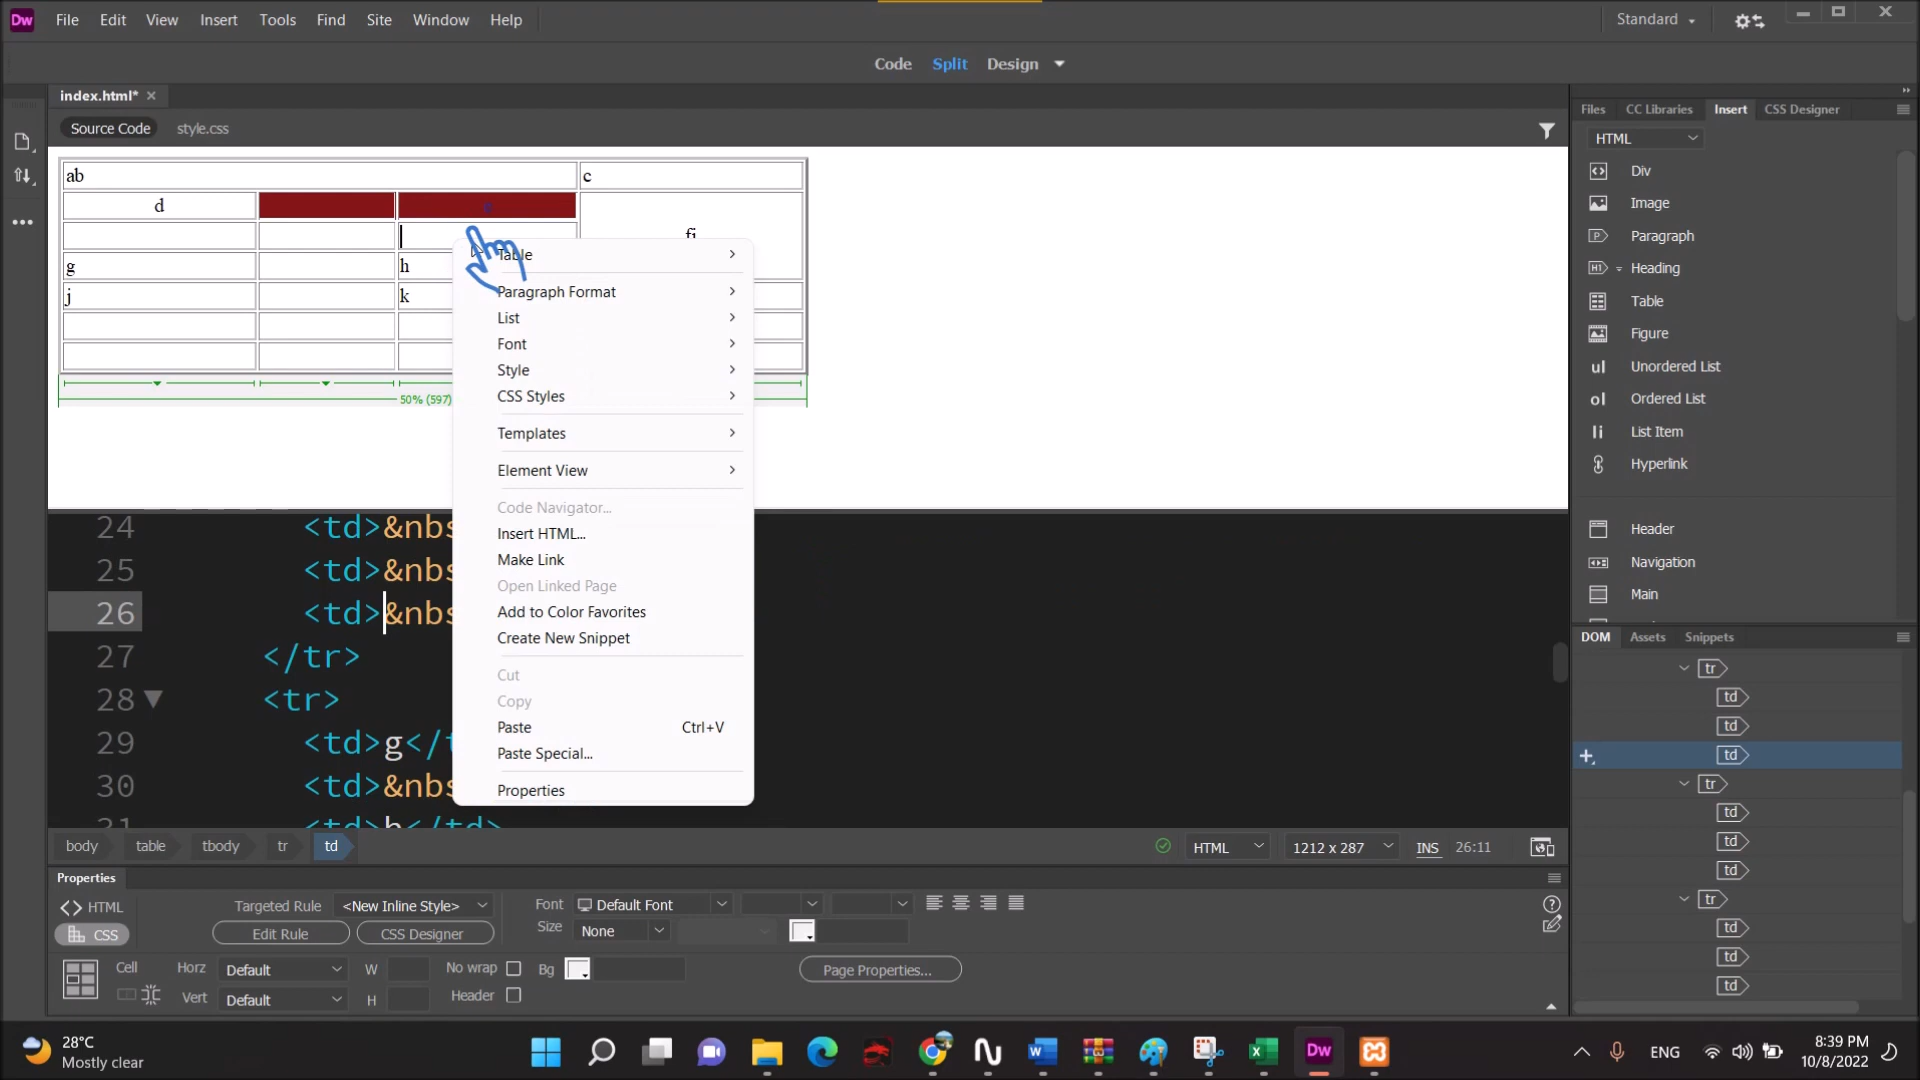 Dw File Edit View Insert Tools Find Site Window Help Standard
Code Split Design
index.html*
Source Code style.css
Files CC Libraries Insert CSS Designer
HTML
Div
Image
Paragraph
H1 Heading
Table
Figure
ul Unordered List
ol Ordered List
li List Item
Hyperlink
Header
Navigation
Main
ab c
d
fj
g h
j k
50% (597)
Table
Paragraph Format
List
Font
Style
CSS Styles
Templates
Element View
Code Navigator...
Insert HTML...
Make Link
Open Linked Page
Add to Color Favorites
Create New Snippet
Cut
Copy
Paste Ctrl+V
Paste Special...
Properties
24 <td>&nbs
25 <td>&nbs
26 <td>&nbs
27 </tr>
28 <tr>
29 <td>g</t
30 <td>&nbs
31 <td>h</td>
DOM Assets Snippets
tr
td
td
td
tr
td
td
td
tr
td
td
td
body table tbody tr td
HTML 1212 x 287 INS 26:11
Properties
HTML Targeted Rule <New Inline Style> Font Default Font
CSS Edit Rule CSS Designer Size None
Cell Horz Default W No wrap Bg Page Properties...
Vert Default H Header
28°C
Mostly clear
ENG
8:39 PM
10/8/2022